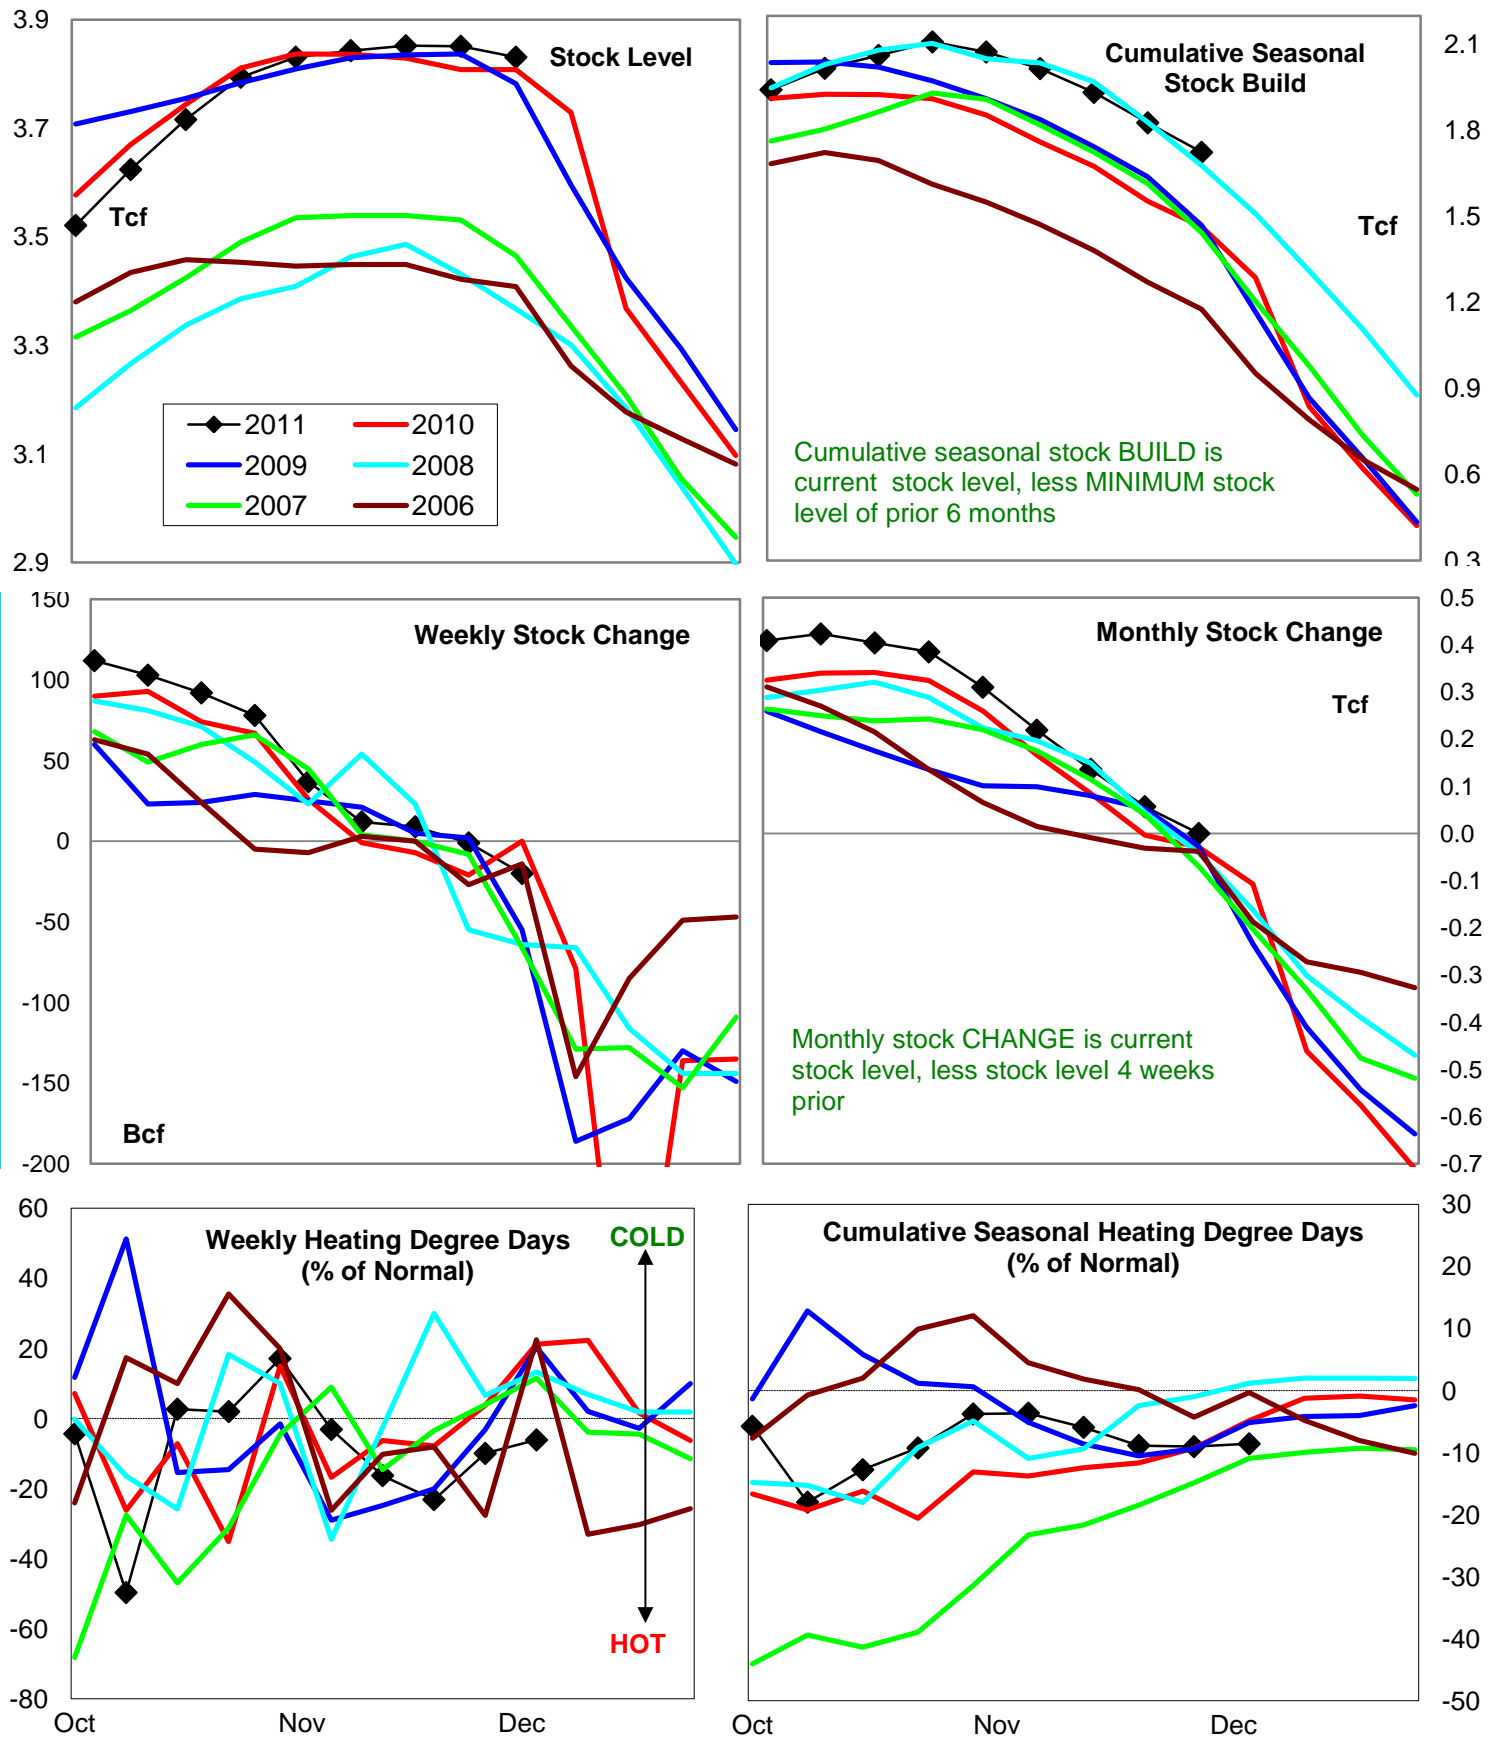 3.9
3.7
3.5
3.3
3.1
2.9
Stock Level
Tcf
2011
2010
2009
2008
2007
2006
Cumulative Seasonal
Stock Build
Tcf
Cumulative seasonal stock BUILD is
current stock level, less MINIMUM stock
level of prior 6 months
2.1
1.8
1.5
1.2
0.9
0.6
0.3
150
100
50
0
-50
-100
-150
-200
Weekly Stock Change
Bcf
Monthly Stock Change
Tcf
Monthly stock CHANGE is current
stock level, less stock level 4 weeks
prior
0.5
0.4
0.3
0.2
0.1
0.0
-0.1
-0.2
-0.3
-0.4
-0.5
-0.6
-0.7
60
40
20
0
-20
-40
-60
-80
Weekly Heating Degree Days
(% of Normal)
COLD
HOT
Oct
Nov
Dec
Cumulative Seasonal Heating Degree Days
(% of Normal)
30
20
10
0
-10
-20
-30
-40
-50
Oct
Nov
Dec